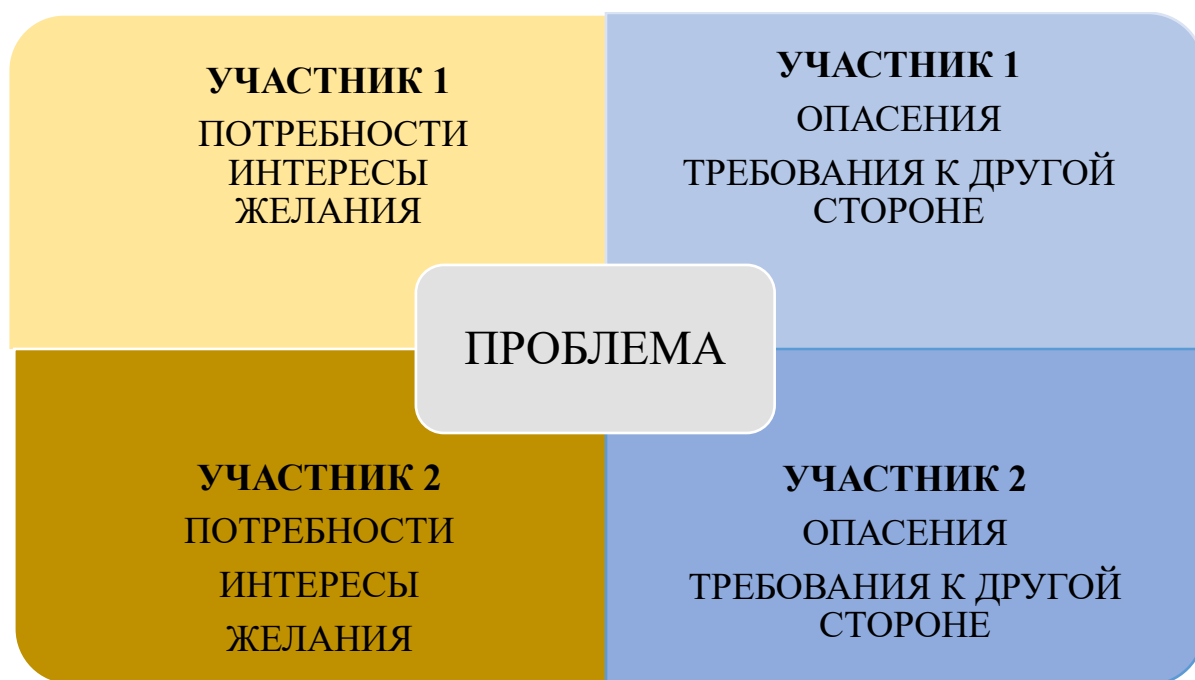 УЧАСТНИК 1
ПОТРЕБНОСТИ
ИНТЕРЕСЫ
ЖЕЛАНИЯ
УЧАСТНИК 1
ОПАСЕНИЯ
ТРЕБОВАНИЯ К ДРУГОЙ
СТОРОНЕ
ПРОБЛЕМА
УЧАСТНИК 2
ПОТРЕБНОСТИ
ИНТЕРЕСЫ
ЖЕЛАНИЯ
УЧАСТНИК 2
ОПАСЕНИЯ
ТРЕБОВАНИЯ К ДРУГОЙ
СТОРОНЕ